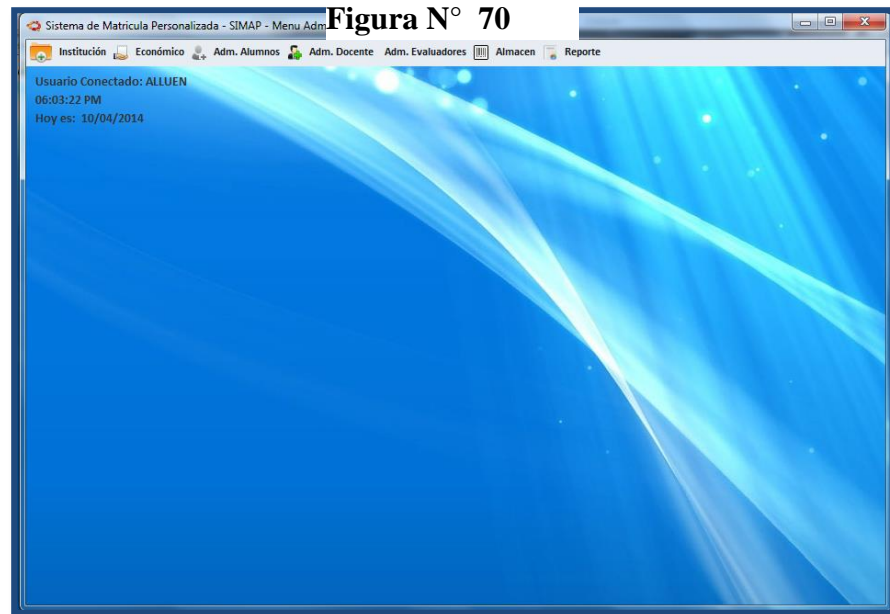 Figura N° 70
Sistema de Matricula Personalizada - SIMAP - Menu Adm
Institución Económico Adm. Alumnos Adm. Docente Adm. Evaluadores Almacen Reporte
Usuario Conectado: ALLUEN
06:03:22 PM
Hoy es: 10/04/2014